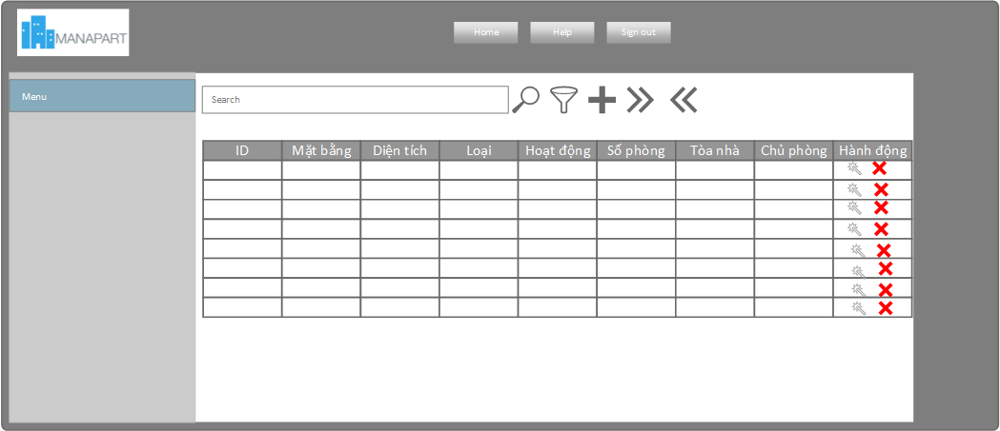 MANAPART
Home Help Sign out
Menu
Search
ID Mặt bằng Diện tích Loại Hoạt động Số phòng Tòa nhà Chủ phòng Hành động